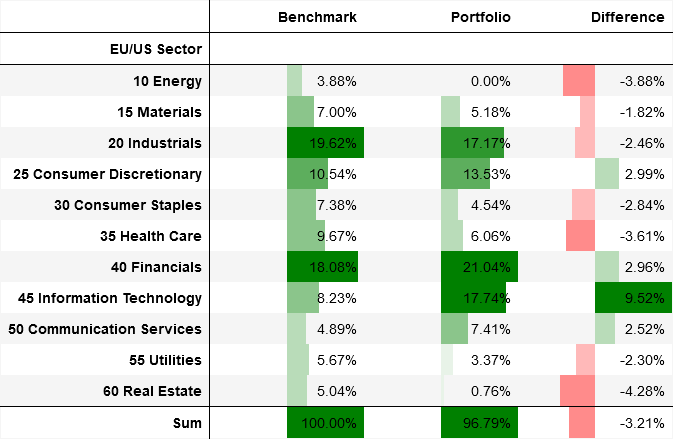 Benchmark Portfolio Difference
EU/US Sector
10 Energy 3.88% 0.00% -3.88%
15 Materials 7.00% 5.18% -1.82%
20 Industrials 19.62% 17.17% -2.46%
25 Consumer Discretionary 10.54% 13.53% 2.99%
30 Consumer Staples 7.38% 4.54% -2.84%
35 Health Care 9.67% 6.06% -3.61%
40 Financials 18.08% 21.04% 2.96%
45 Information Technology 8.23% 17.74% 9.52%
50 Communication Services 4.89% 7.41% 2.52%
55 Utilities 5.67% 3.37% -2.30%
60 Real Estate 5.04% 0.76% -4.28%
Sum 100.00% 96.79% -3.21%